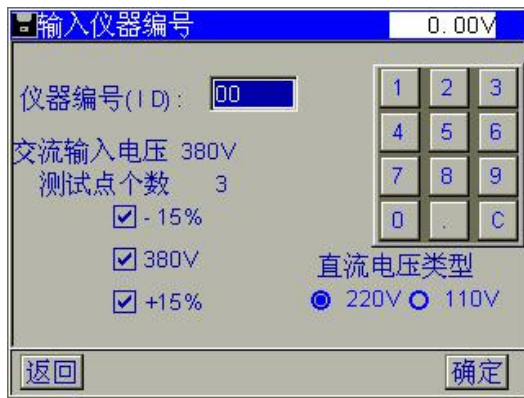 输入仪器编号 0.00V
仪器编号(ID): 00
1 2 3
4 5 6
7 8 9
0 . C
交流输入电压 380V
测试点个数 3
-15%
380V
+15%
直流电压类型
220V 110V
返回 确定